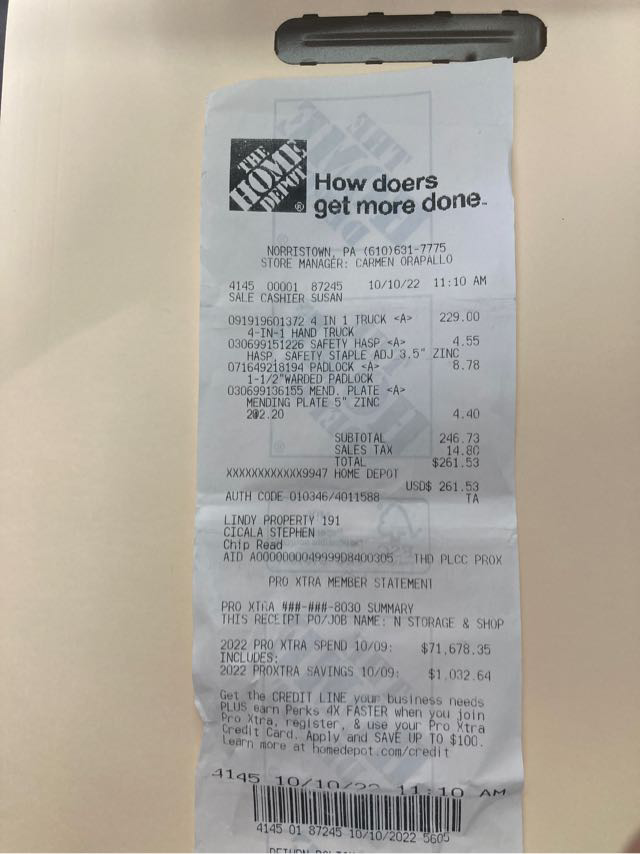 THE
HOME
DEPOT
®
How doers
get more done™
NORRISTOWN, PA (610)631-7775
STORE MANAGER: CARMEN ORAPALLO
4145 00001 87245 10/10/22 11:10 AM
SALE CASHIER SUSAN
091919601372 4 IN 1 TRUCK <A> 229.00
4-IN-1 HAND TRUCK
030699151226 SAFETY HASP <A> 4.55
HASP, SAFETY STAPLE ADJ 3.5" ZINC
071649218194 PADLOCK <A> 8.78
1-1/2"WARDED PADLOCK
030699136155 MEND. PLATE <A>
MENDING PLATE 5" ZINC
2@2.20 4.40
SUBTOTAL 246.73
SALES TAX 14.80
TOTAL $261.53
XXXXXXXXXXXX9947 HOME DEPOT
USD$ 261.53
AUTH CODE 010346/4011588 TA
LINDY PROPERTY 191
CICALA STEPHEN
Chip Read
AID A0000000049999D8400305 THD PLCC PROX
PRO XTRA MEMBER STATEMENT
PRO XTRA ###-###-8030 SUMMARY
THIS RECEIPT PO/JOB NAME: N STORAGE & SHOP
2022 PRO XTRA SPEND 10/09: $71,678.35
INCLUDES:
2022 PROXTRA SAVINGS 10/09: $1,032.64
Get the CREDIT LINE your business needs
PLUS earn Perks 4X FASTER when you join
Pro Xtra, register, & use your Pro Xtra
Credit Card. Apply and SAVE UP TO $100.
Learn more at homedepot.com/credit
4145 10/10/22 11:10 AM
4145 01 87245 10/10/2022 5605